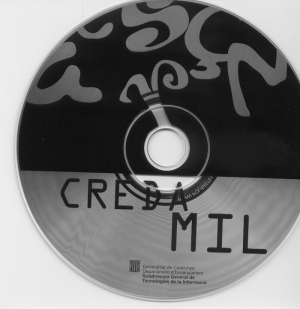 CREDA
MIL
Generalitat de Catalunya
Departament d'Ensenyament
Subdirecció General de
Tecnologies de la Informació